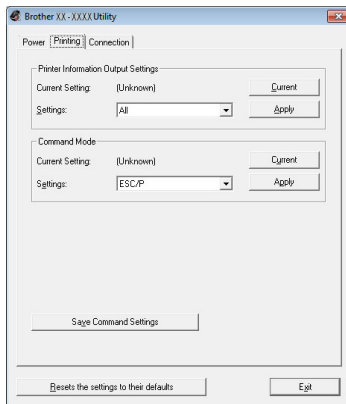 Brother XX-XXXX Utility
Power Printing Connection
Printer Information Output Settings
Current Setting: (Unknown) Current
Settings: All Apply
Command Mode
Current Setting: (Unknown) Current
Settings: ESC/P Apply
Save Command Settings
Resets the settings to their defaults Exit